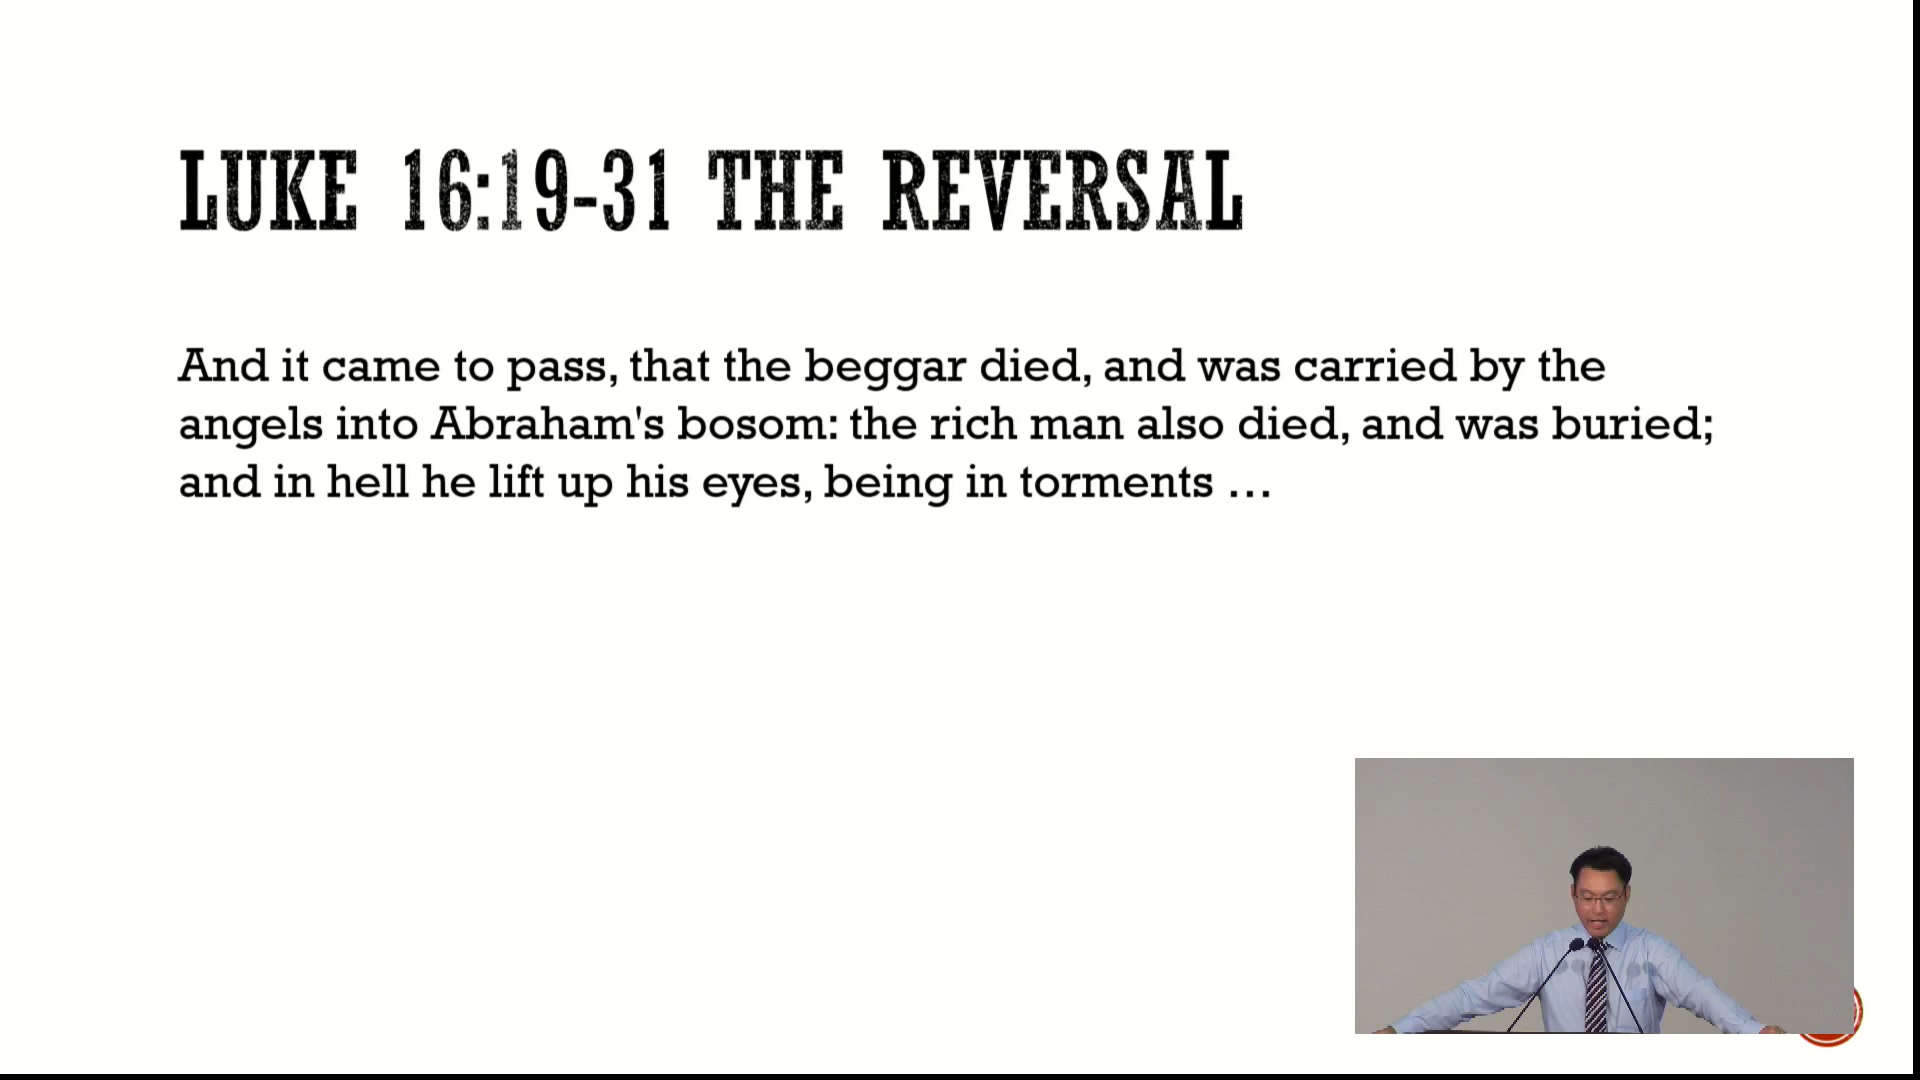 LUKE 16:19-31 THE REVERSAL
And it came to pass, that the beggar died, and was carried by the
angels into Abraham's bosom: the rich man also died, and was buried;
and in hell he lift up his eyes, being in torments ...